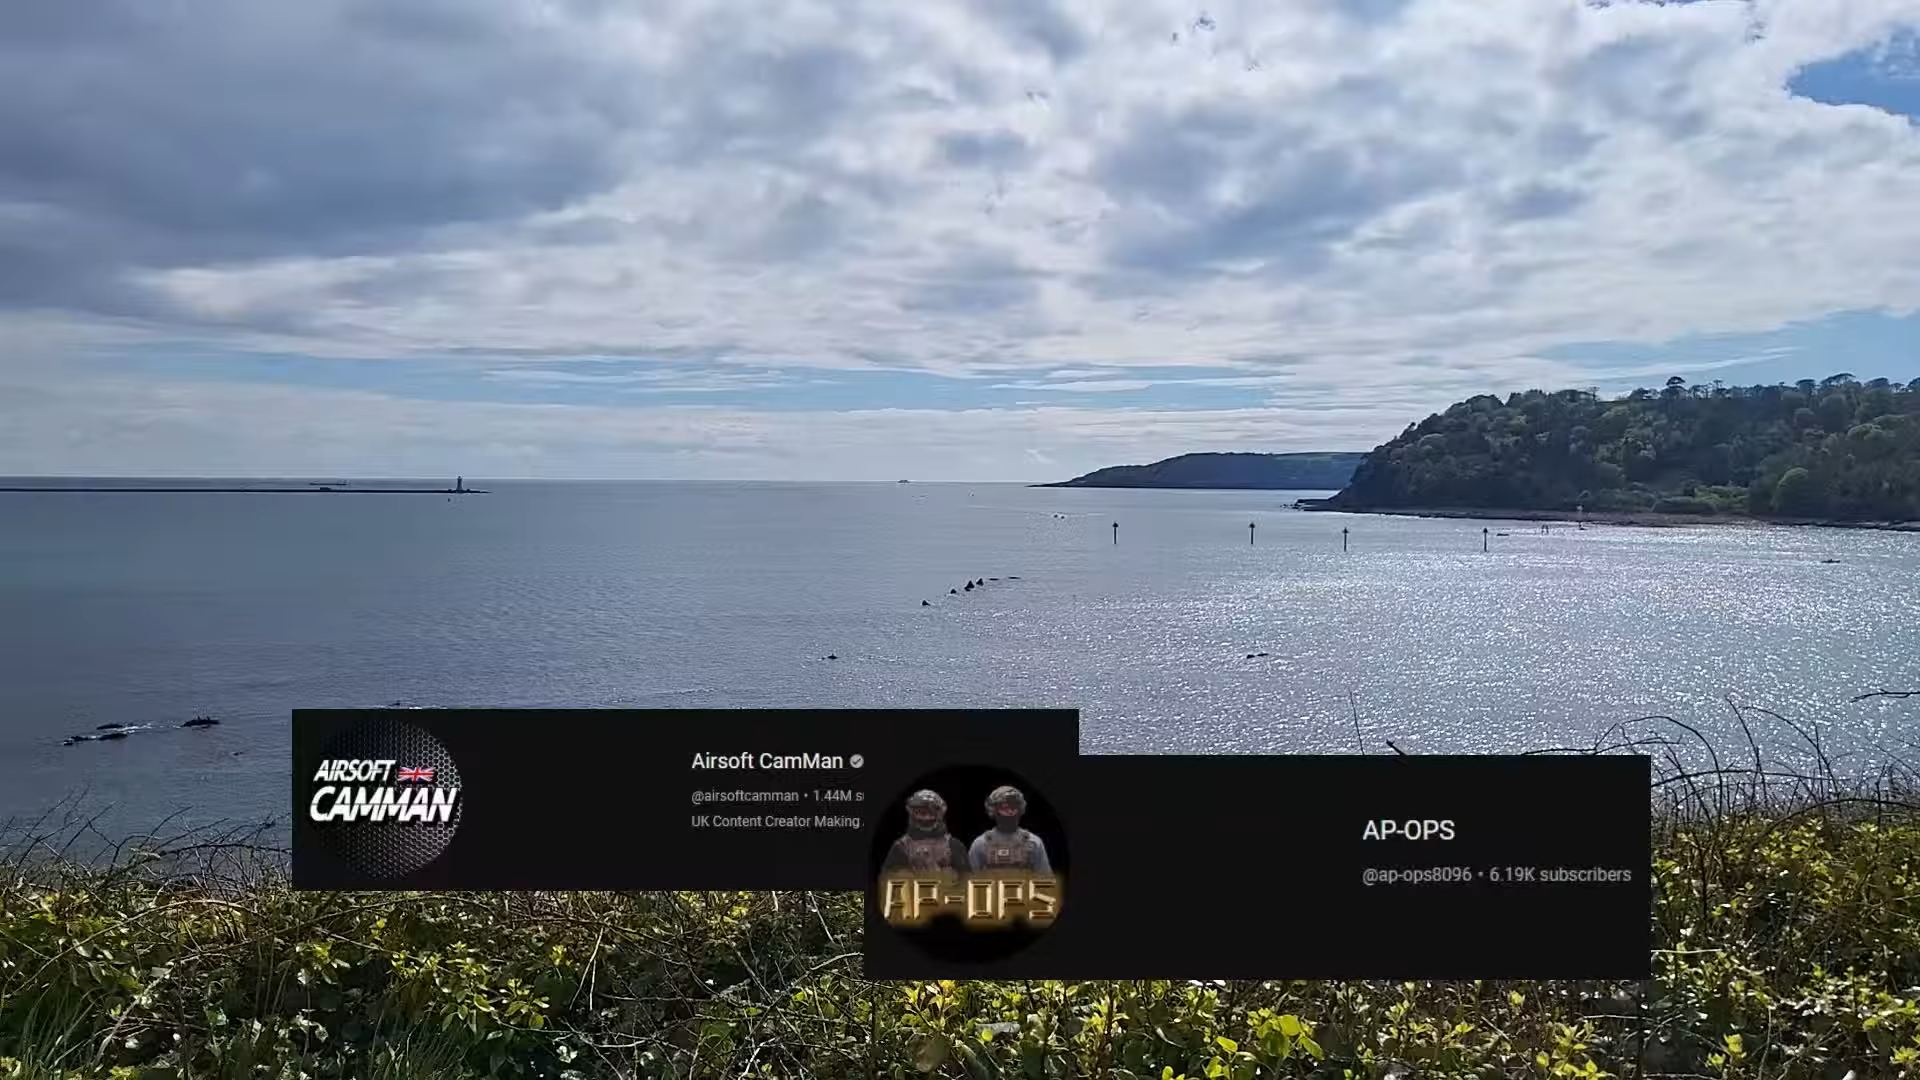 AIRSOFT
CAMMAN
Airsoft CamMan
@airsoftcamman • 1.44M
UK Content Creator Making
AP-OPS
AP-OPS
@ap-ops8096 • 6.19K subscribers